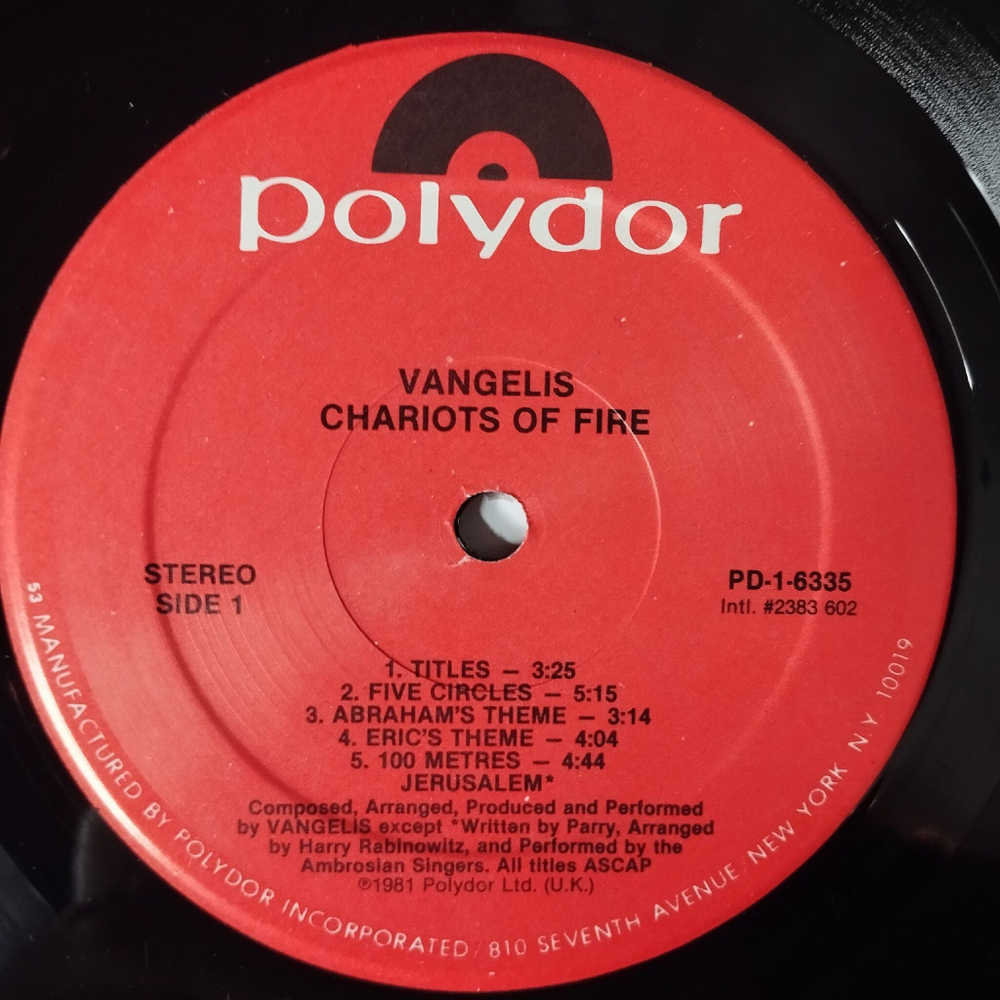 polydor
VANGELIS
CHARIOTS OF FIRE
STEREO
SIDE 1
PD-1-6335
Intl. #2383 602
1. TITLES — 3:25
2. FIVE CIRCLES — 5:15
3. ABRAHAM'S THEME — 3:14
4. ERIC'S THEME — 4:04
5. 100 METRES — 4:44
JERUSALEM*
Composed, Arranged, Produced and Performed
by VANGELIS except *Written by Parry, Arranged
by Harry Rabinowitz, and Performed by the
Ambrosian Singers. All titles ASCAP
℗1981 Polydor Ltd. (U.K.)
53 MANUFACTURED BY POLYDOR INCORPORATED/810 SEVENTH AVENUE/NEW YORK N.Y. 10019